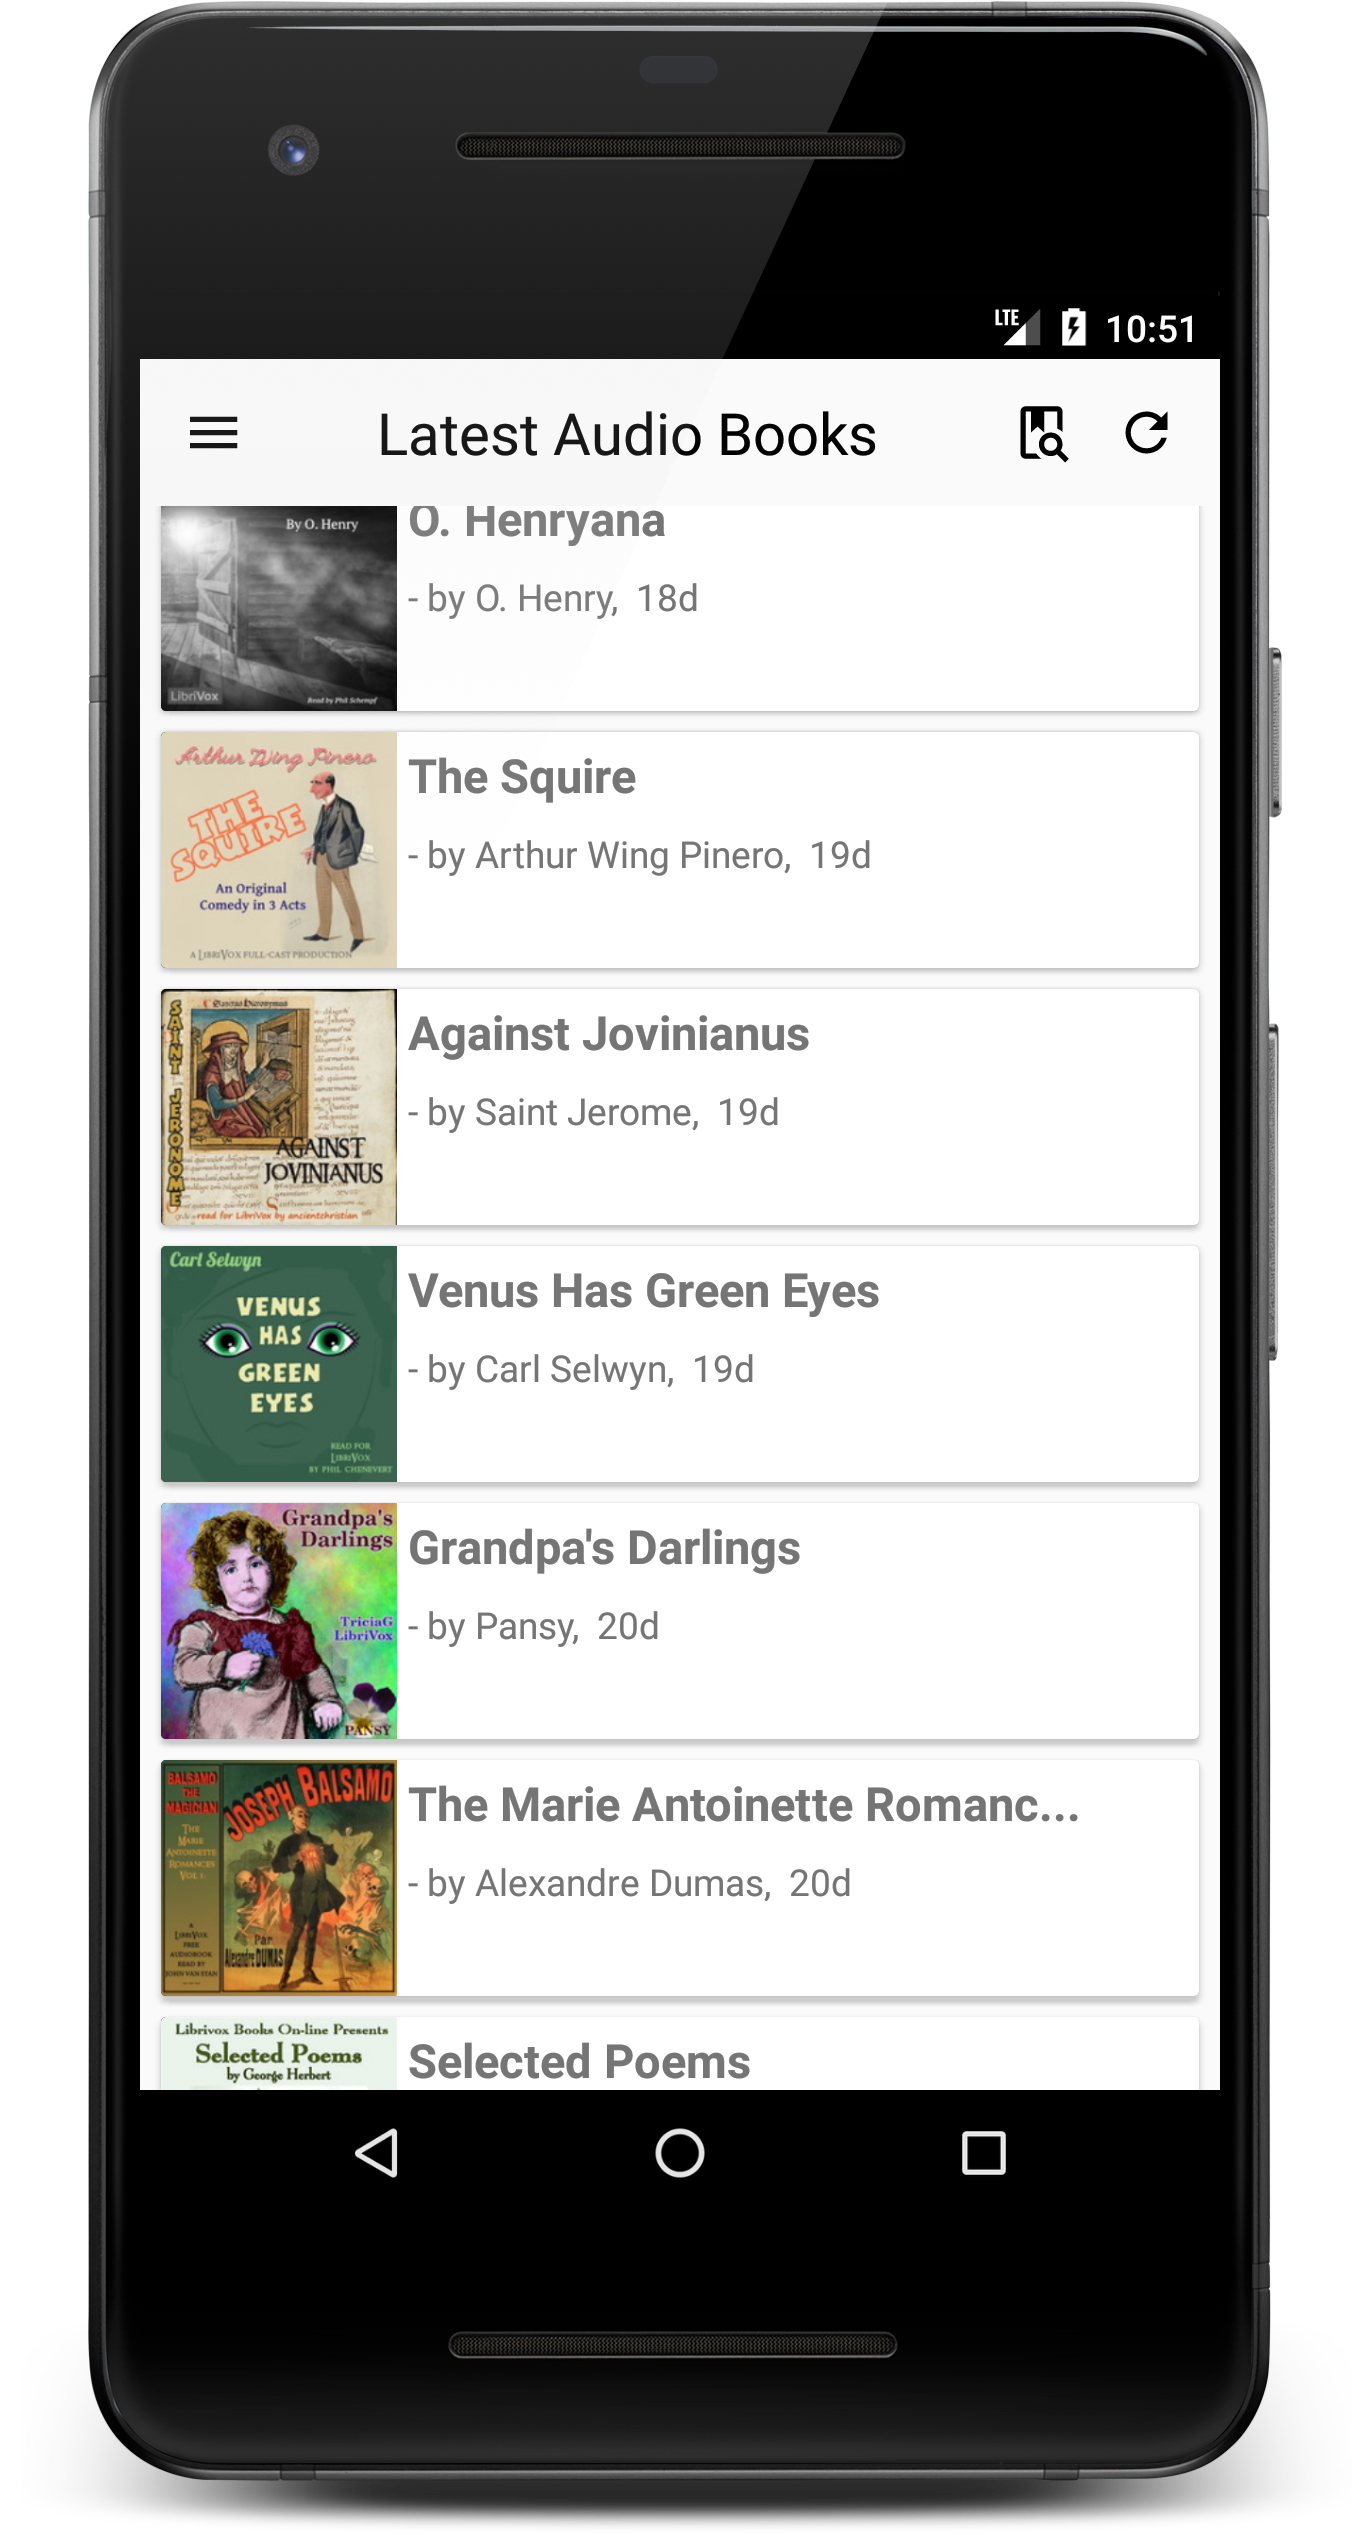 LTE 10:51
Latest Audio Books
By O. Henry
LibriVox
Read by Phil Schempf
O. Henryana
- by O. Henry, 18d
Arthur Wing Pinero
THE
SQUIRE
An Original
Comedy in 3 Acts
A LIBRIVOX FULL-CAST PRODUCTION
The Squire
- by Arthur Wing Pinero, 19d
SAINT JERONOME
AGAINST
JOVINIANUS
read for LibriVox by ancientchristian
Against Jovinianus
- by Saint Jerome, 19d
Carl Selwyn
VENUS
HAS
GREEN
EYES
READ FOR
LIBRIVOX
BY PHIL CHENEVERT
Venus Has Green Eyes
- by Carl Selwyn, 19d
Grandpa's
Darlings
TriciaG
LibriVox
PANSY
Grandpa's Darlings
- by Pansy, 20d
BALSAMO
THE
MAGICIAN
THE
MARIE
ANTOINETTE
ROMANCES
VOL 1:
A
LIBRIVOX
FREE
AUDIOBOOK
READ BY
JOHN VAN STAN
JOSEPH BALSAMO
Par
Alexandre DUMAS
The Marie Antoinette Romanc...
- by Alexandre Dumas, 20d
Librivox Books On-line Presents
Selected Poems
by George Herbert
Selected Poems